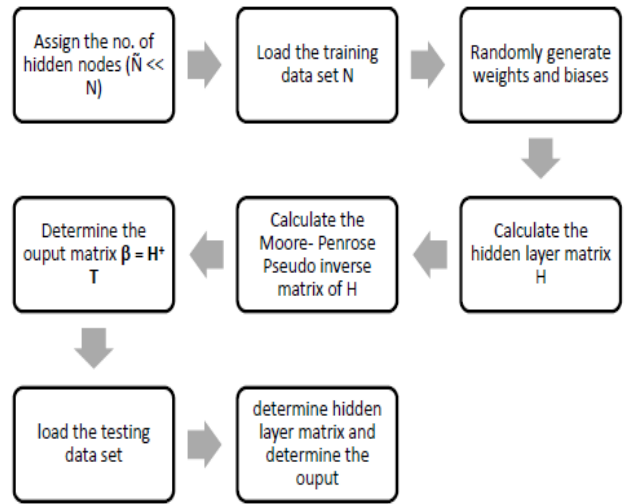 Assign the no. of
hidden nodes (Ñ <<
N)
Load the training
data set N
Randomly generate
weights and biases
Calculate the
hidden layer matrix
H
Calculate the
Moore- Penrose
Pseudo inverse
matrix of H
Determine the
ouput matrix β = H⁺
T
load the testing
data set
determine hidden
layer matrix and
determine the
ouput